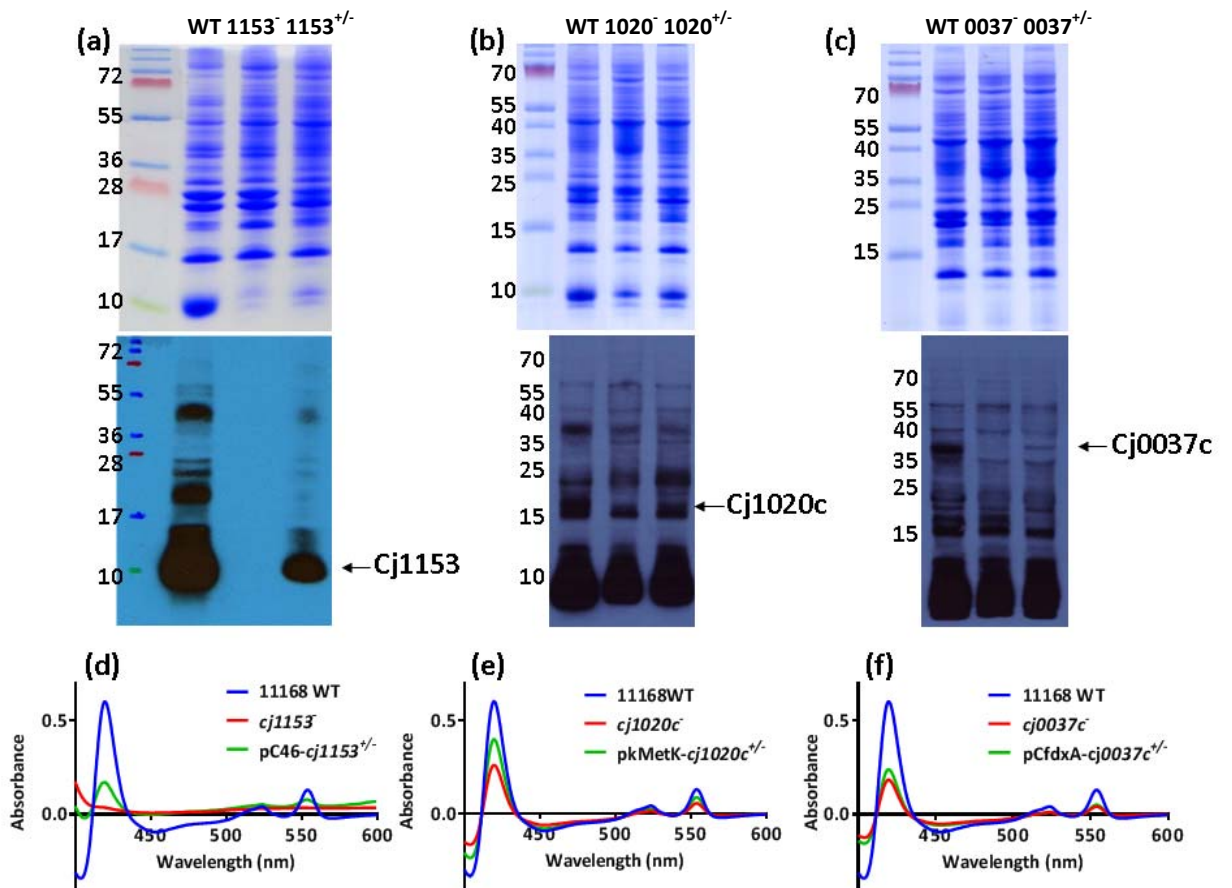 (a) WT 1153⁻ 1153⁺/⁻
72
55
36
28
17
10
72
55
36
28
17
10
Cj1153
(b) WT 1020⁻ 1020⁺/⁻
70
55
40
35
25
15
10
70
55
40
35
25
15
10
Cj1020c
(c) WT 0037⁻ 0037⁺/⁻
70
55
40
35
25
15
70
55
40
35
25
15
Cj0037c
(d)
11168 WT
cj1153⁻
pC46-cj1153⁺/⁻
Absorbance
0.5
0.0
450 500 550 600
Wavelength (nm)
(e)
11168WT
cj1020c⁻
pkMetK-cj1020c⁺/⁻
Absorbance
0.5
0.0
450 500 550 600
Wavelength (nm)
(f)
11168 WT
cj0037c⁻
pCfdxA-cj0037c⁺/⁻
Absorbance
0.5
0.0
450 500 550 600
Wavelength (nm)